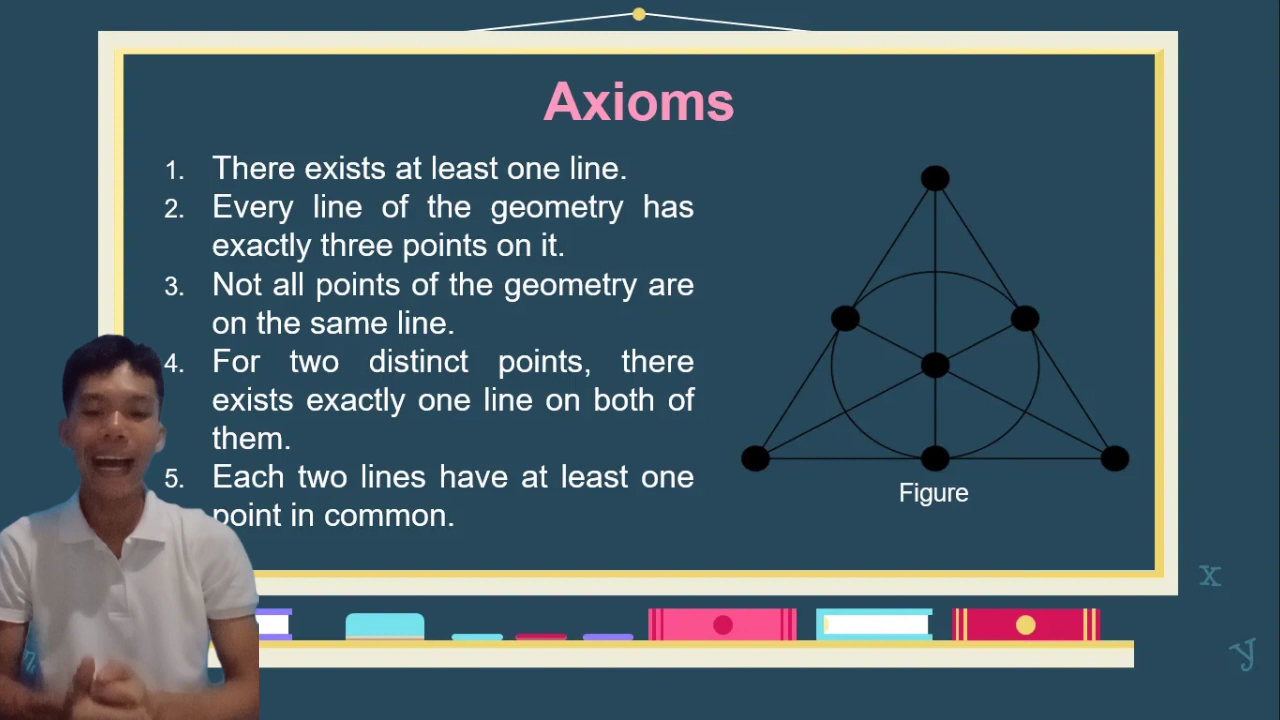 Axioms
1. There exists at least one line.
2. Every line of the geometry has
exactly three points on it.
3. Not all points of the geometry are
on the same line.
4. For two distinct points, there
exists exactly one line on both of
them.
5. Each two lines have at least one
point in common.
Figure
x
y